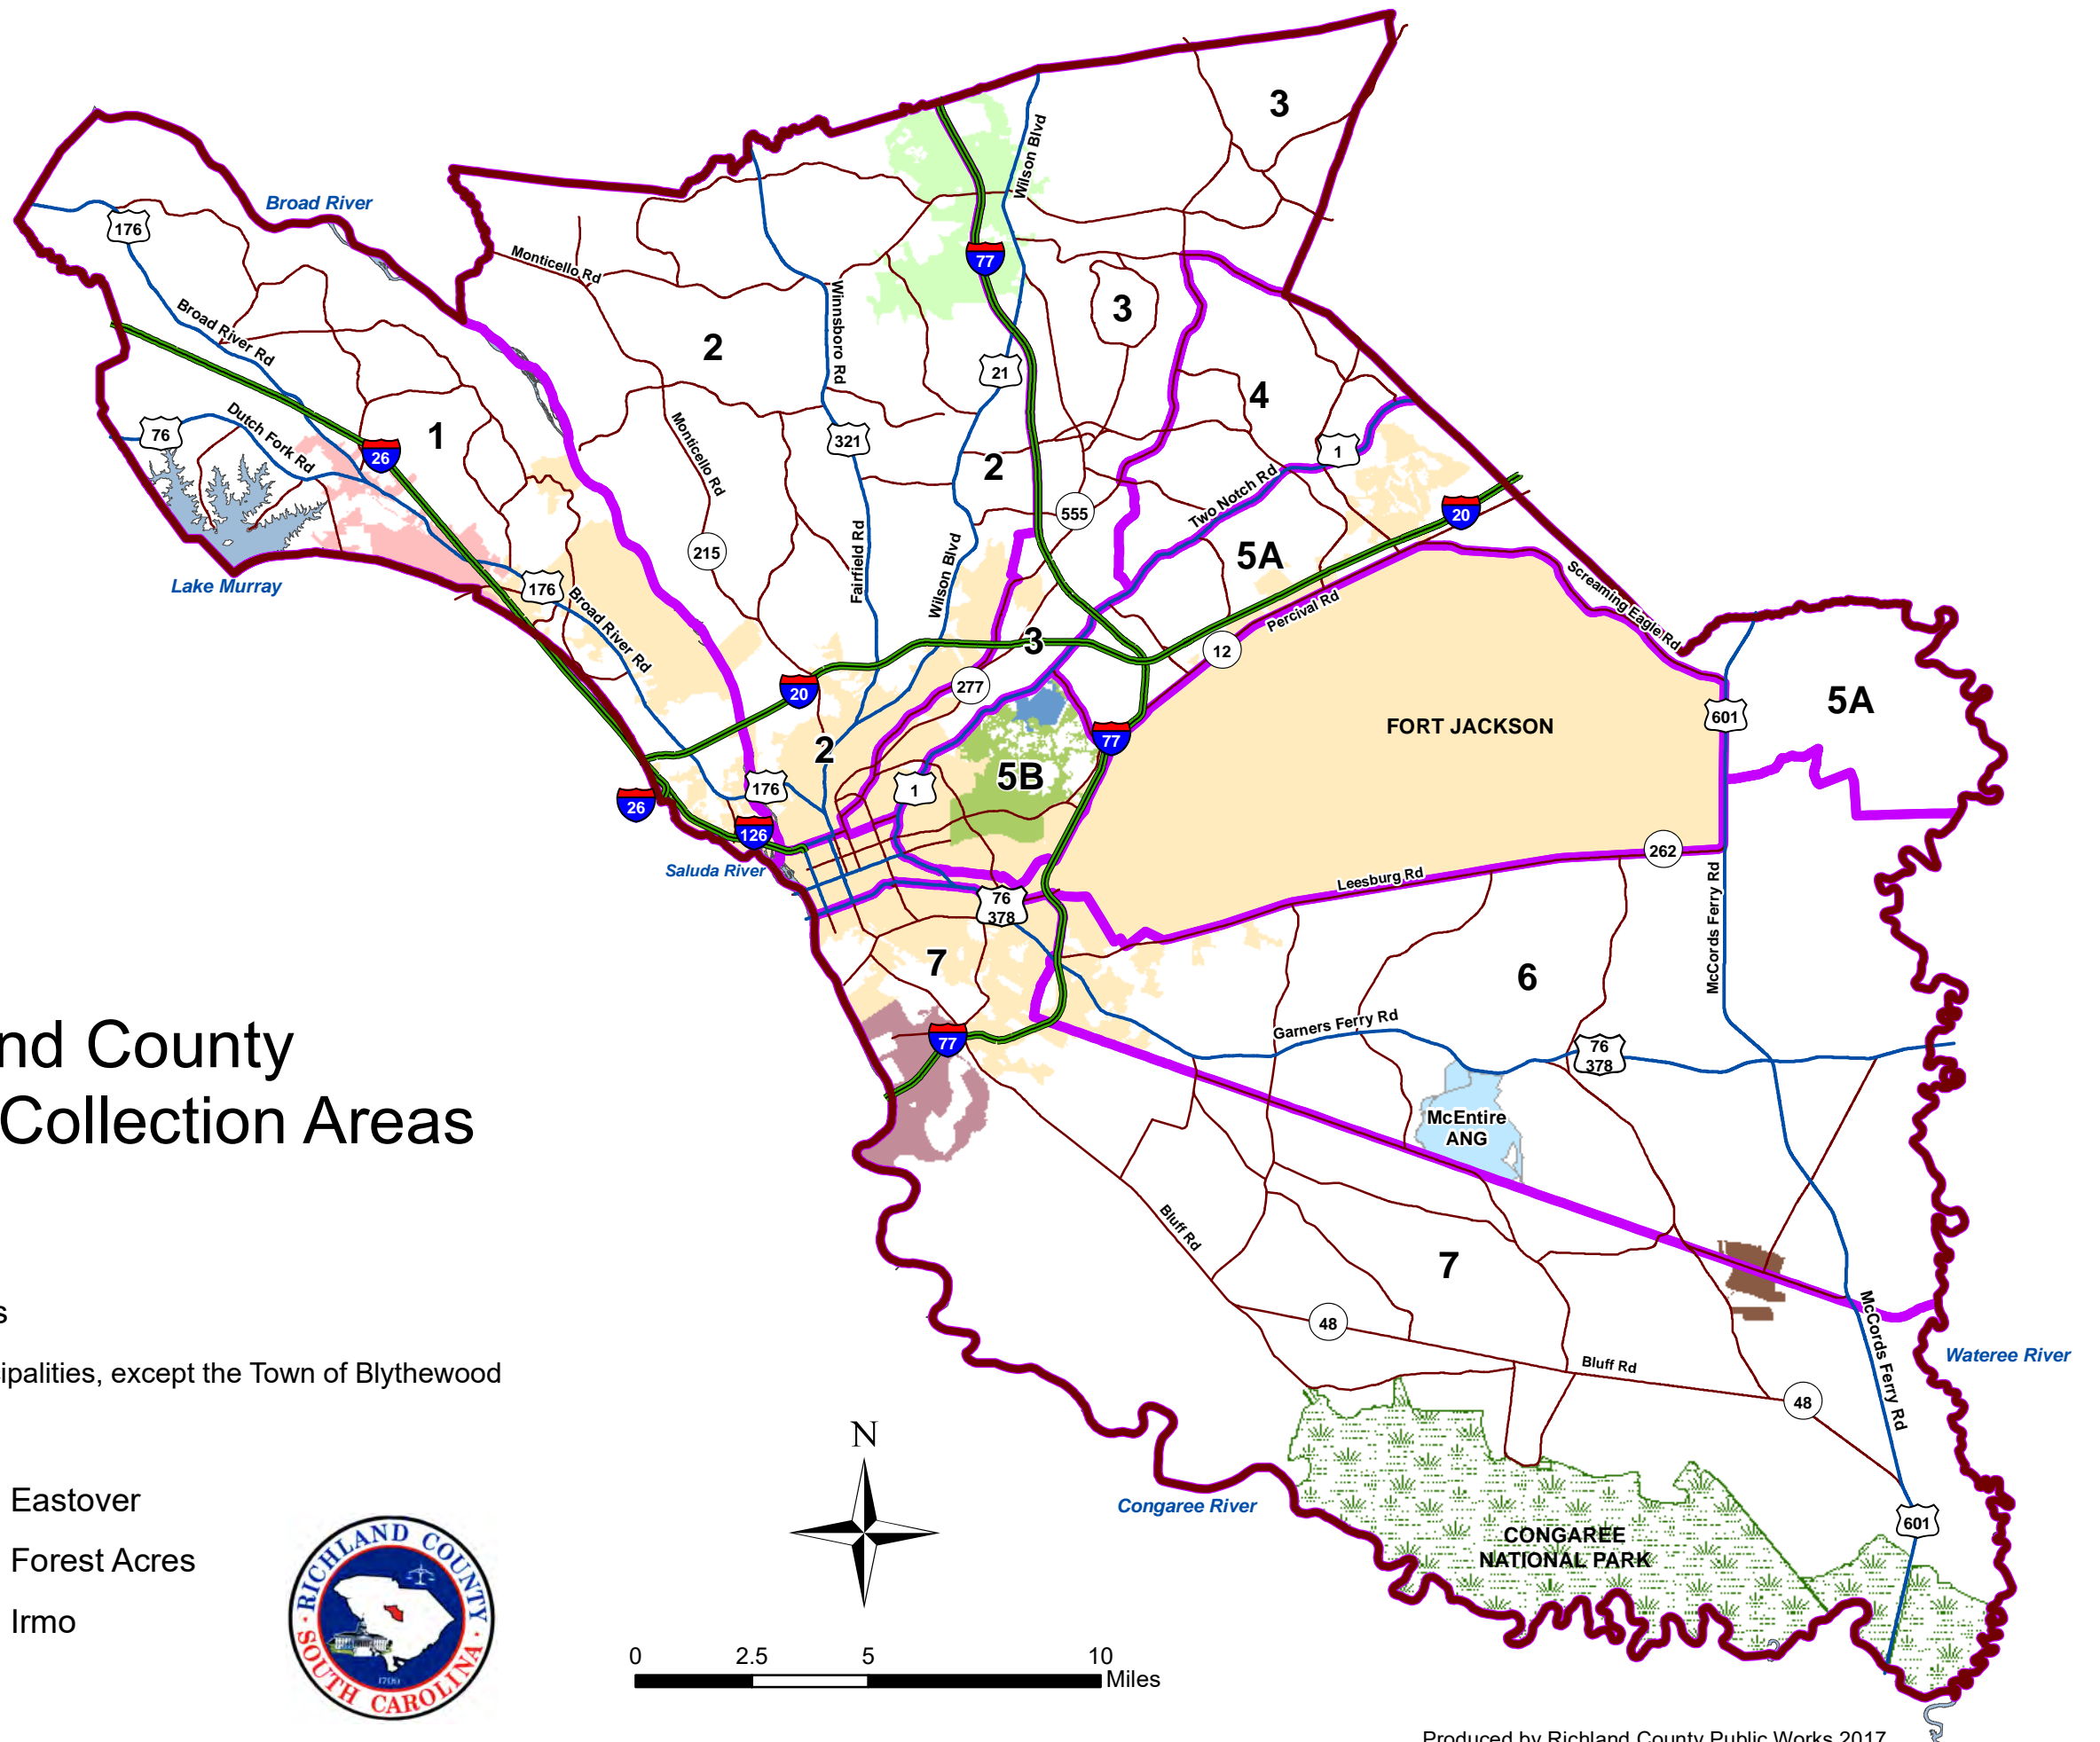 3
Wilson Blvd
176
Broad River
Monticello Rd
77
Winsboro Rd
3
Broad River Rd
2
21
4
Dutch Fork Rd
76
1
26
321
1
Monticello Rd
2
Two Notch Rd
20
555
215
5A
Fairfield Rd
Wilson Blvd
Lake Murray
176
Broad River Rd
Percival Rd
Screaming Eagle Rd
3
12
20
277
5A
601
FORT JACKSON
77
2
5B
176
1
26
126
262
Saluda River
Leesburg Rd
McCords Ferry Rd
76
378
7
6
Garners Ferry Rd
77
76
378
nd County
Collection Areas
McEntire
ANG
Bluff Rd
7
48
McCords Ferry Rd
Bluff Rd
Wateree River
s
ipalities, except the Town of Blythewood
48
N
Congaree River
Eastover
Forest Acres
Irmo
RICHLAND COUNTY
SOUTH CAROLINA
601
CONGAREE
NATIONAL PARK
0 2.5 5 10
Miles
Produced by Richland County Public Works 2017